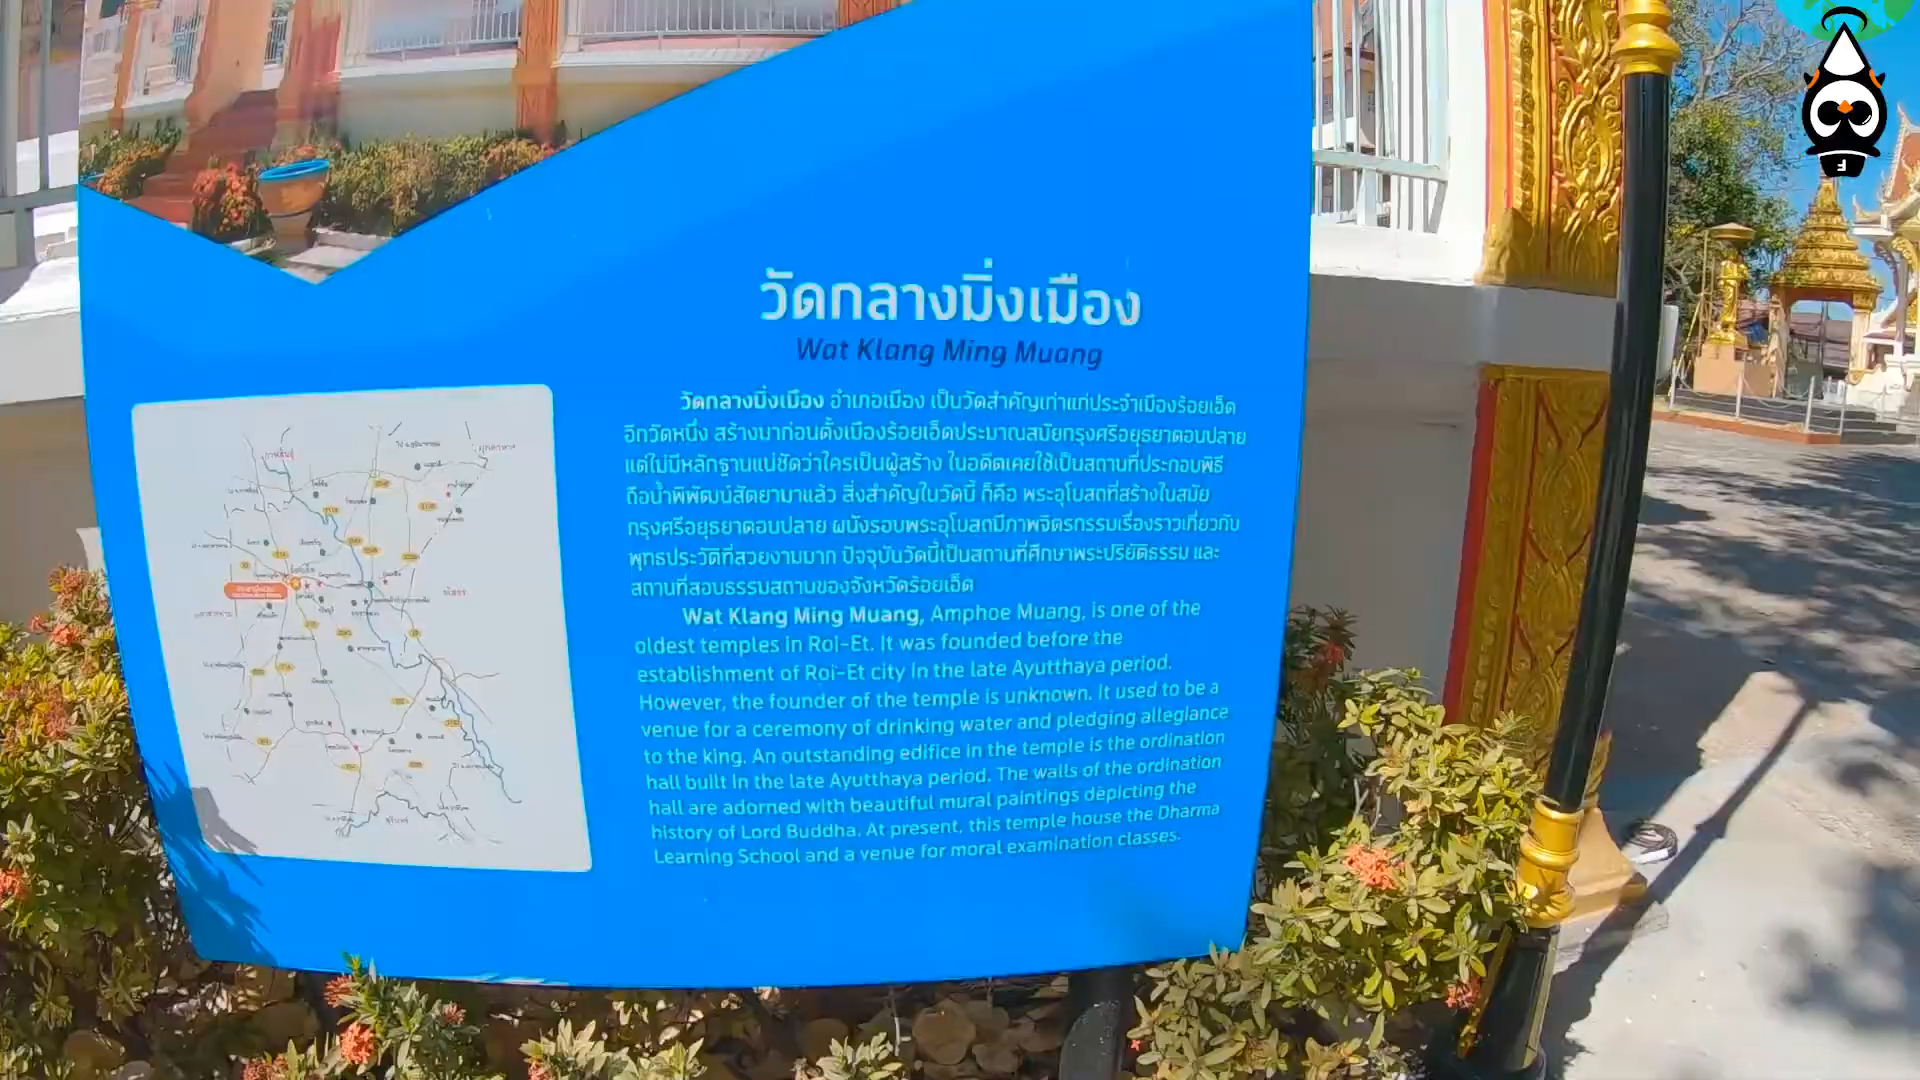 วัดกลางมิ่งเมือง
Wat Klang Ming Muang
วัดกลางมิ่งเมือง อำเภอเมือง เป็นวัดสำคัญเก่าแก่ประจำเมืองร้อยเอ็ด
อีกวัดหนึ่ง สร้างมาก่อนตั้งเมืองร้อยเอ็ดประมาณสมัยกรุงศรีอยุธยาตอนปลาย
แต่ไม่มีหลักฐานแน่ชัดว่าใครเป็นผู้สร้าง ในอดีตเคยใช้เป็นสถานที่ประกอบพิธี
ถือน้ำพิพัฒน์สัตยามาแล้ว สิ่งสำคัญในวัดนี้ ก็คือ พระอุโบสถที่สร้างในสมัย
กรุงศรีอยุธยาตอนปลาย ผนังรอบพระอุโบสถมีภาพจิตรกรรมเรื่องราวเกี่ยวกับ
พุทธประวัติที่สวยงามมาก ปัจจุบันวัดนี้เป็นสถานที่ศึกษาพระปริยัติธรรม และ
สถานที่สอบธรรมสถานของจังหวัดร้อยเอ็ด
Wat Klang Ming Muang, Amphoe Muang, is one of the
oldest temples in Roi-Et. It was founded before the
establishment of Roi-Et city in the late Ayutthaya period.
However, the founder of the temple is unknown. It used to be a
venue for a ceremony of drinking water and pledging allegiance
to the king. An outstanding edifice in the temple is the ordination
hall built in the late Ayutthaya period. The walls of the ordination
hall are adorned with beautiful mural paintings depicting the
history of Lord Buddha. At present, this temple house the Dharma
Learning School and a venue for moral examination classes.